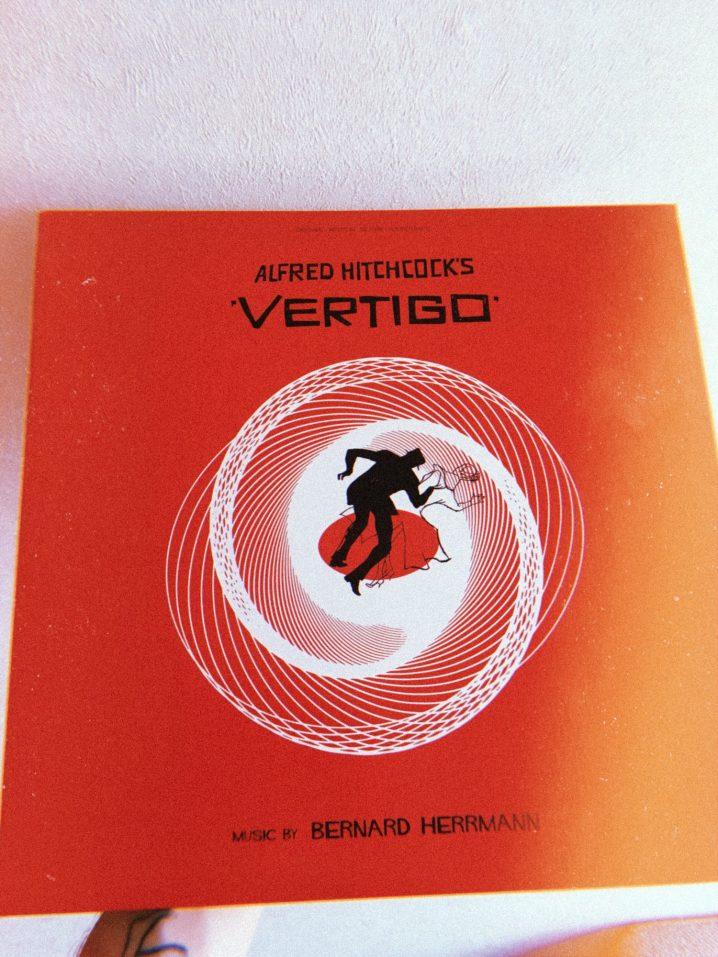 ALFRED HITCHCOCK'S
'VERTIGO'
MUSIC BY BERNARD HERRMANN